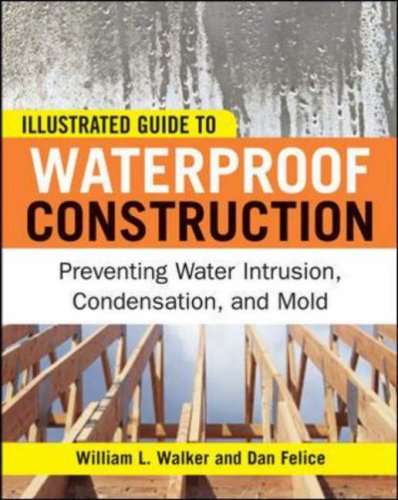 ILLUSTRATED GUIDE TO
WATERPROOF
CONSTRUCTION
Preventing Water Intrusion,
Condensation, and Mold
William L. Walker and Dan Felice